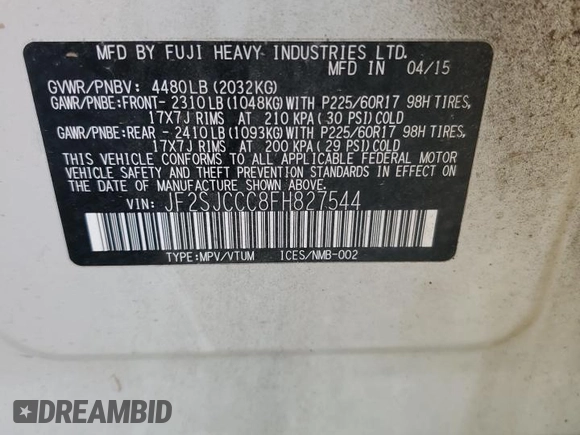 MFD BY FUJI HEAVY INDUSTRIES LTD.
MFD IN 04/15
GVWR/PNBV: 4480LB(2032KG)
GAWR/PNBE:FRONT-2310LB(1048KG)WITH P225/60R17 98H TIRES,
17X7J RIMS AT 210 KPA(30 PSI)COLD
GAWR/PNBE:REAR -2410LB(1093KG)WITH P225/60R17 98H TIRES,
17X7J RIMS AT 200 KPA(29 PSI)COLD
THIS VEHICLE CONFORMS TO ALL APPLICABLE FEDERAL MOTOR
VEHICLE SAFETY AND THEFT PREVENTION STANDARDS IN EFFECT
ON THE DATE OF MANUFACTURE SHOWN ABOVE.
VIN: JF2SJCCC8FH827544
TYPE:MPV/VTUM ICES/NMB-002
DREAMBID